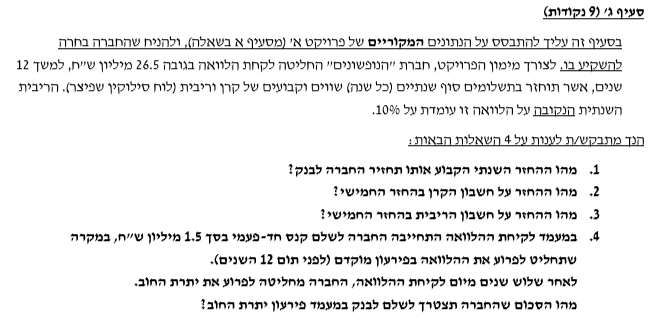 סעיף ג' (9 נקודות)
בסעיף זה עליך להתבסס על הנתונים המקוריים של פרויקט א' (מסעיף א בשאלה), ולהניח שהחברה בחרה
להשקיע בו. לצורך מימון הפרויקט, חברת "הנופשונים" החליטה לקחת הלוואה בגובה 26.5 מיליון ש"ח, למשך 12
שנים, אשר תוחזר בתשלומים סוף שנתיים (כל שנה) שווים וקבועים של קרן וריבית (לוח סילוקין שפיצר). הריבית
השנתית הנקובה על הלוואה זו עומדת על 10%.
הנך מתבקש/ת לענות על 4 השאלות הבאות:
1. מהו ההחזר השנתי הקבוע אותו תחזיר החברה לבנק?
2. מהו ההחזר על חשבון הקרן בהחזר החמישי?
3. מהו ההחזר על חשבון הריבית בהחזר החמישי?
4. במעמד לקיחת ההלוואה התחייבה החברה לשלם קנס חד-פעמי בסך 1.5 מיליון ש"ח, במקרה
שתחליט לפרוע את ההלוואה בפירעון מוקדם (לפני תום 12 השנים).
לאחר שלוש שנים מיום לקיחת ההלוואה, החברה מחליטה לפרוע את יתרת החוב.
מהו הסכום שהחברה תצטרך לשלם לבנק במעמד פירעון יתרת החוב?